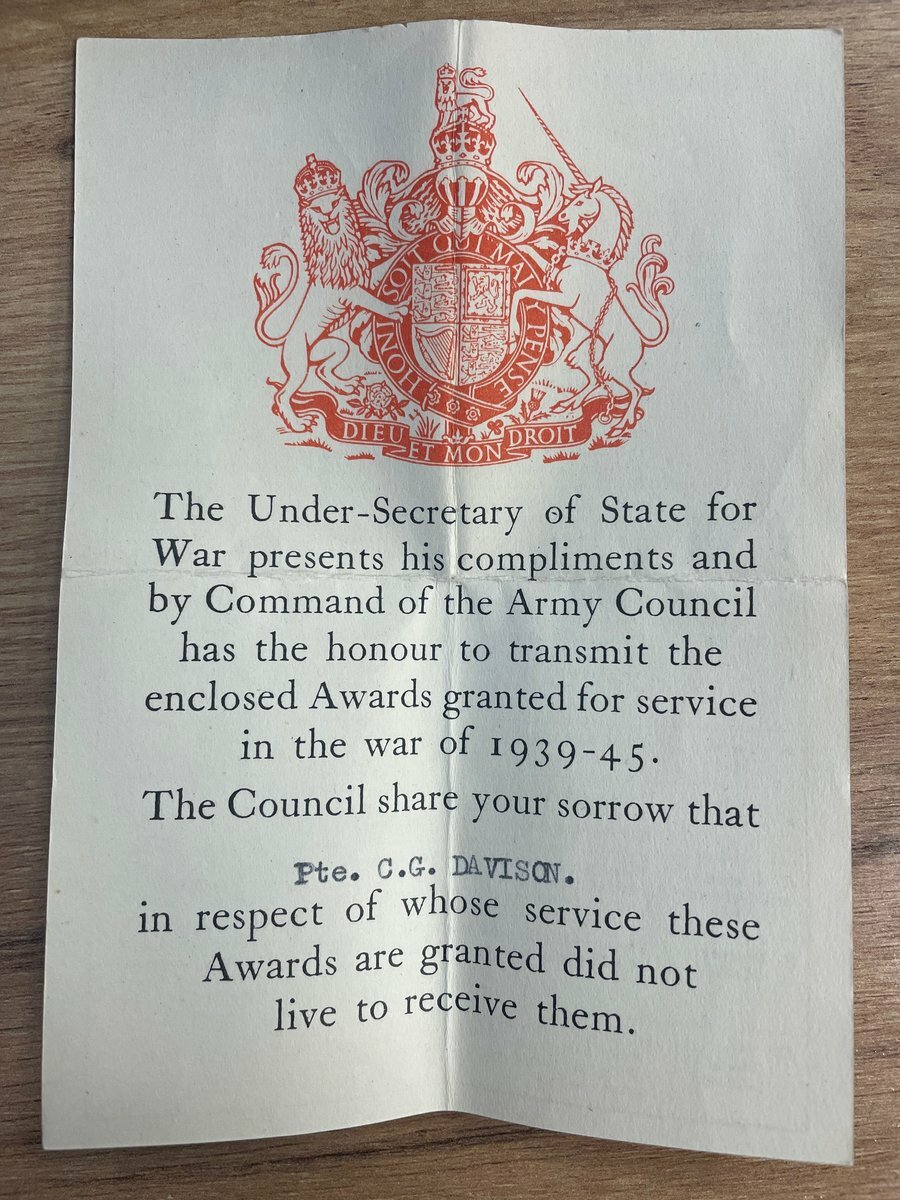 HONI SOIT QUI MAL Y PENSE
DIEU ET MON DROIT
The Under-Secretary of State for
War presents his compliments and
by Command of the Army Council
has the honour to transmit the
enclosed Awards granted for service
in the war of 1939-45.
The Council share your sorrow that
Pte. C.G. DAVISON.
in respect of whose service these
Awards are granted did not
live to receive them.